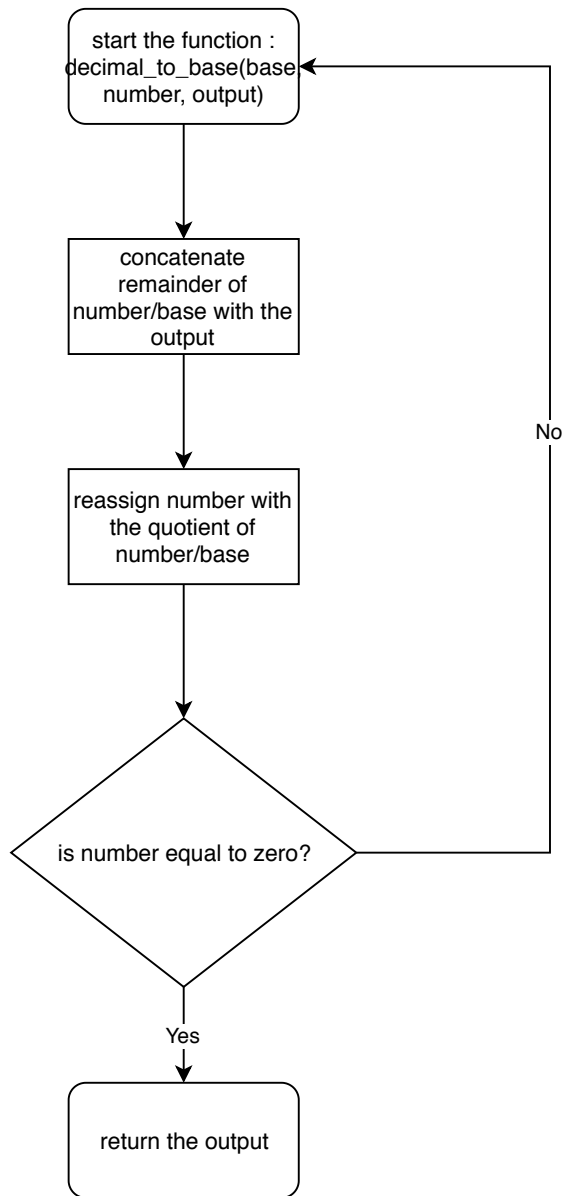 start the function :
decimal_to_base(base,
number, output)
concatenate
remainder of
number/base with the
output
reassign number with
the quotient of
number/base
No
is number equal to zero?
Yes
return the output